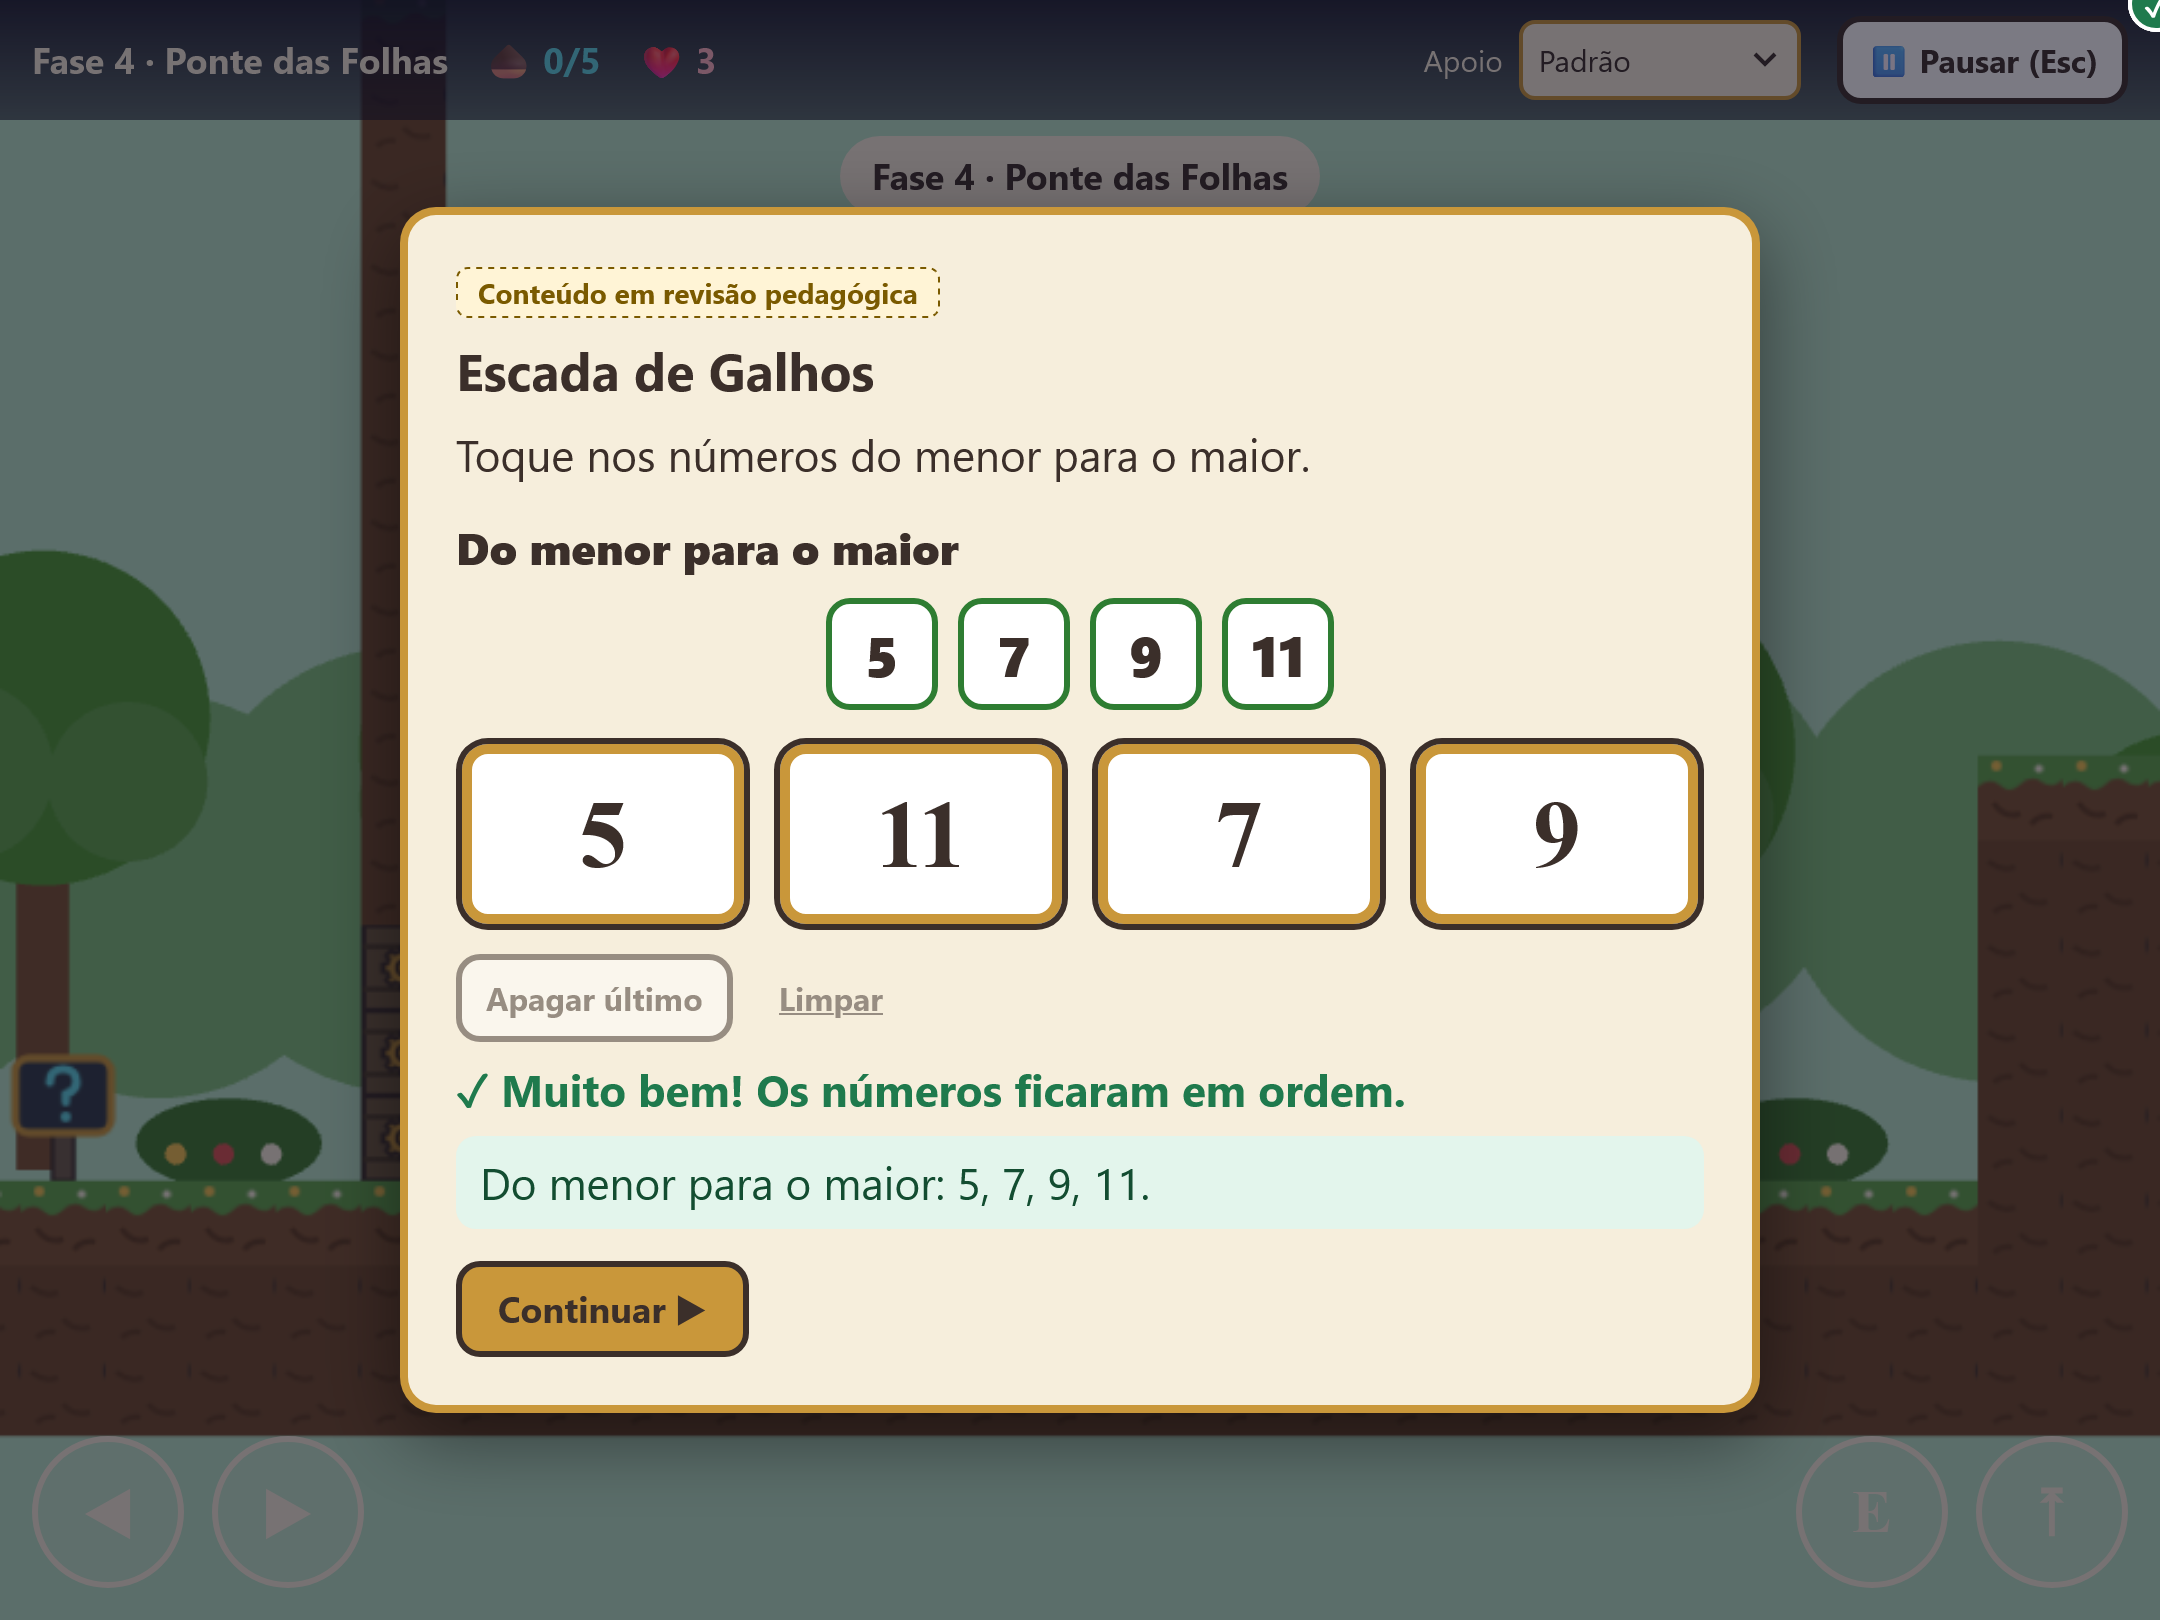 Fase 4 · Ponte das Folhas 0/5 3 Apoio Padrão Pausar (Esc)
Fase 4 · Ponte das Folhas
Conteúdo em revisão pedagógica
Escada de Galhos
Toque nos números do menor para o maior.
Do menor para o maior
5 7 9 11
5 11 7 9
Apagar último Limpar
?
✓ Muito bem! Os números ficaram em ordem.
Do menor para o maior: 5, 7, 9, 11.
Continuar ▶
E